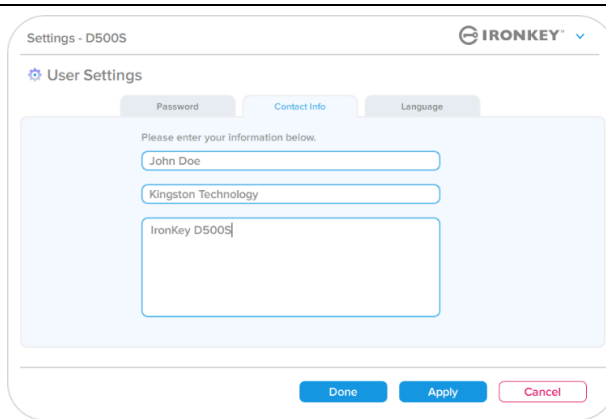 Settings - D500S
IRONKEY™
User Settings
Password
Contact Info
Language
Please enter your information below.
John Doe
Kingston Technology
IronKey D500S
Done
Apply
Cancel